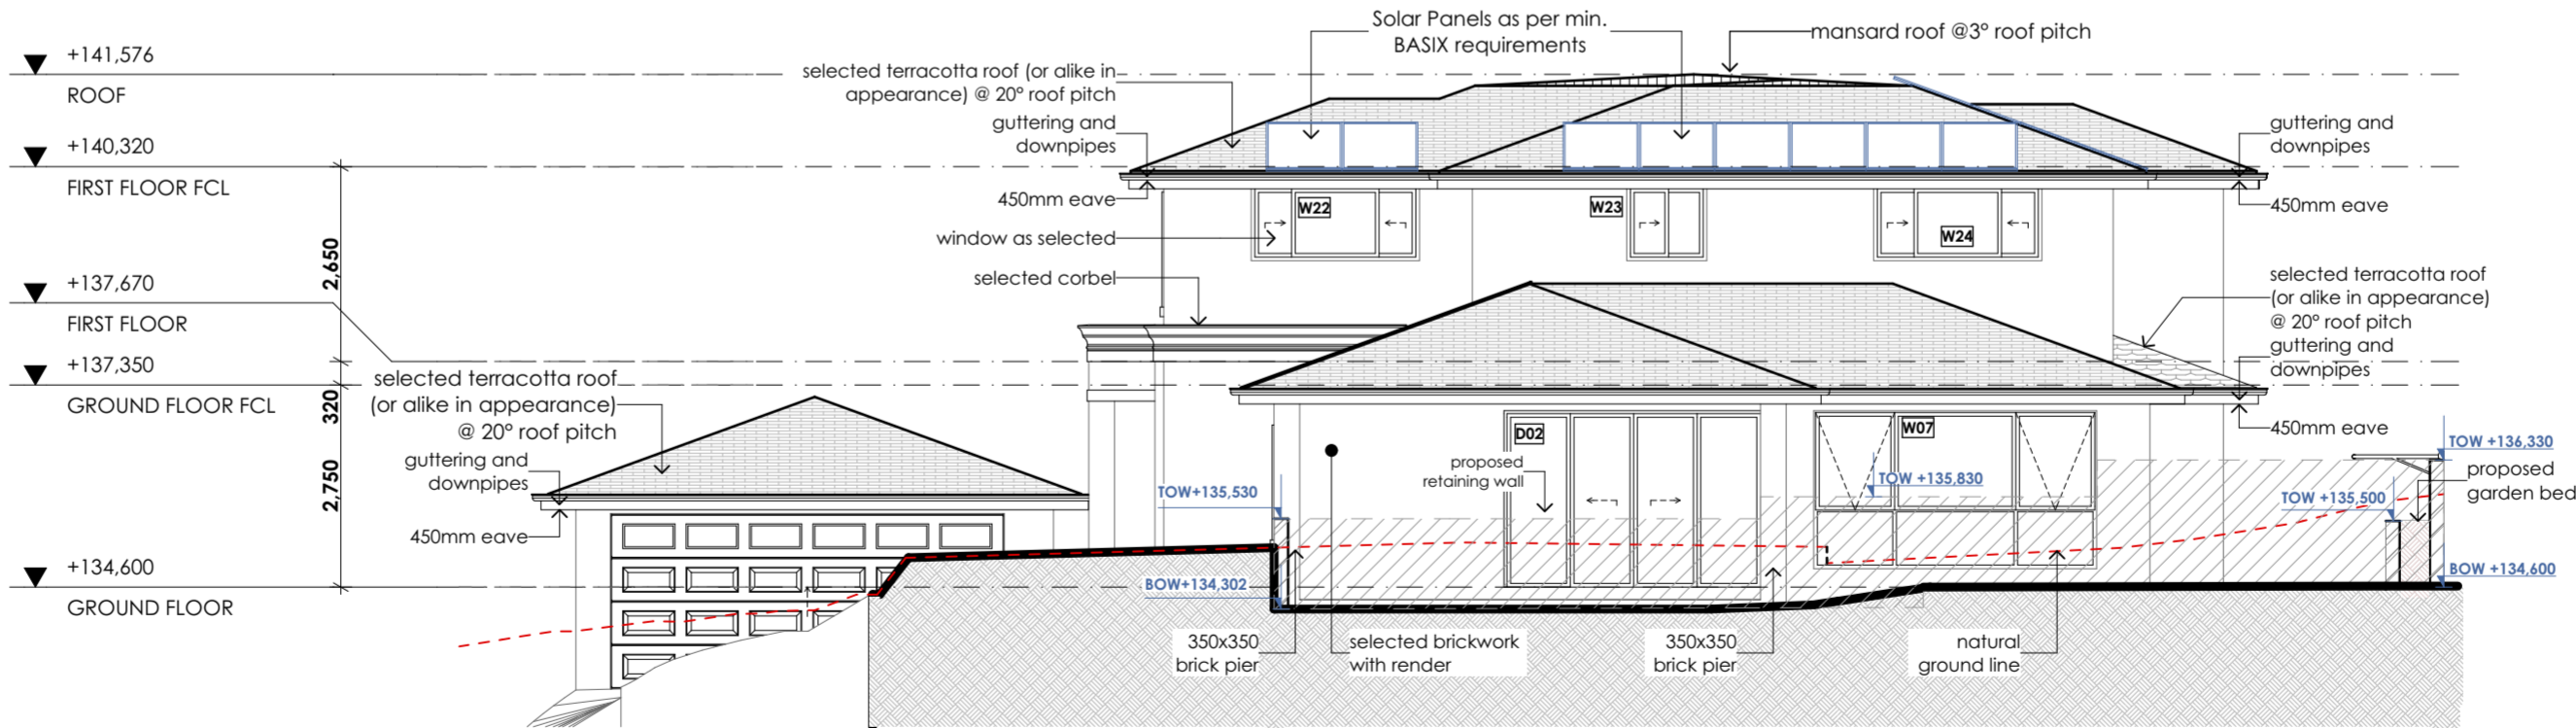 +141,576
ROOF
+140,320
FIRST FLOOR FCL
+137,670
FIRST FLOOR
+137,350
GROUND FLOOR FCL
+134,600
GROUND FLOOR
2,650
320
2,750
Solar Panels as per min.
BASIX requirements
mansard roof @3° roof pitch
selected terracotta roof (or alike in
appearance) @ 20° roof pitch
guttering and
downpipes
450mm eave
window as selected
selected corbel
W22
W23
W24
guttering and
downpipes
450mm eave
selected terracotta roof
(or alike in appearance)
@ 20° roof pitch
guttering and
downpipes
450mm eave
selected terracotta roof
(or alike in appearance)
@ 20° roof pitch
guttering and
downpipes
450mm eave
D02
W07
proposed
retaining wall
TOW+135,530
TOW +135,830
TOW +136,330
proposed
garden bed
TOW +135,500
BOW+134,302
BOW +134,600
350x350
brick pier
selected brickwork
with render
350x350
brick pier
natural
ground line